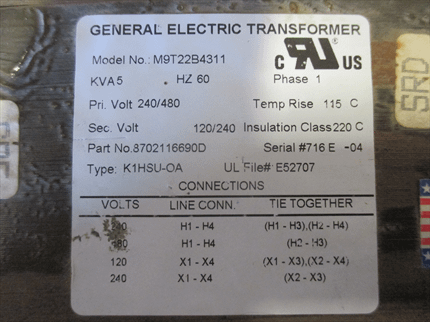 GENERAL ELECTRIC TRANSFORMER
Model No.: M9T22B4311
C UR US
KVA 5 HZ 60 Phase 1
Pri. Volt 240/480 Temp Rise 115 C
Sec. Volt 120/240 Insulation Class 220 C
Part No. 8702116690D Serial #716 E -04
Type: K1HSU-OA UL File# E52707
CONNECTIONS
VOLTS LINE CONN. TIE TOGETHER
240 H1 - H4 (H1 - H3),(H2 - H4)
480 H1 - H4 (H2 - H3)
120 X1 - X4 (X1 - X3),(X2 - X4)
240 X1 - X4 (X2 - X3)
SRD